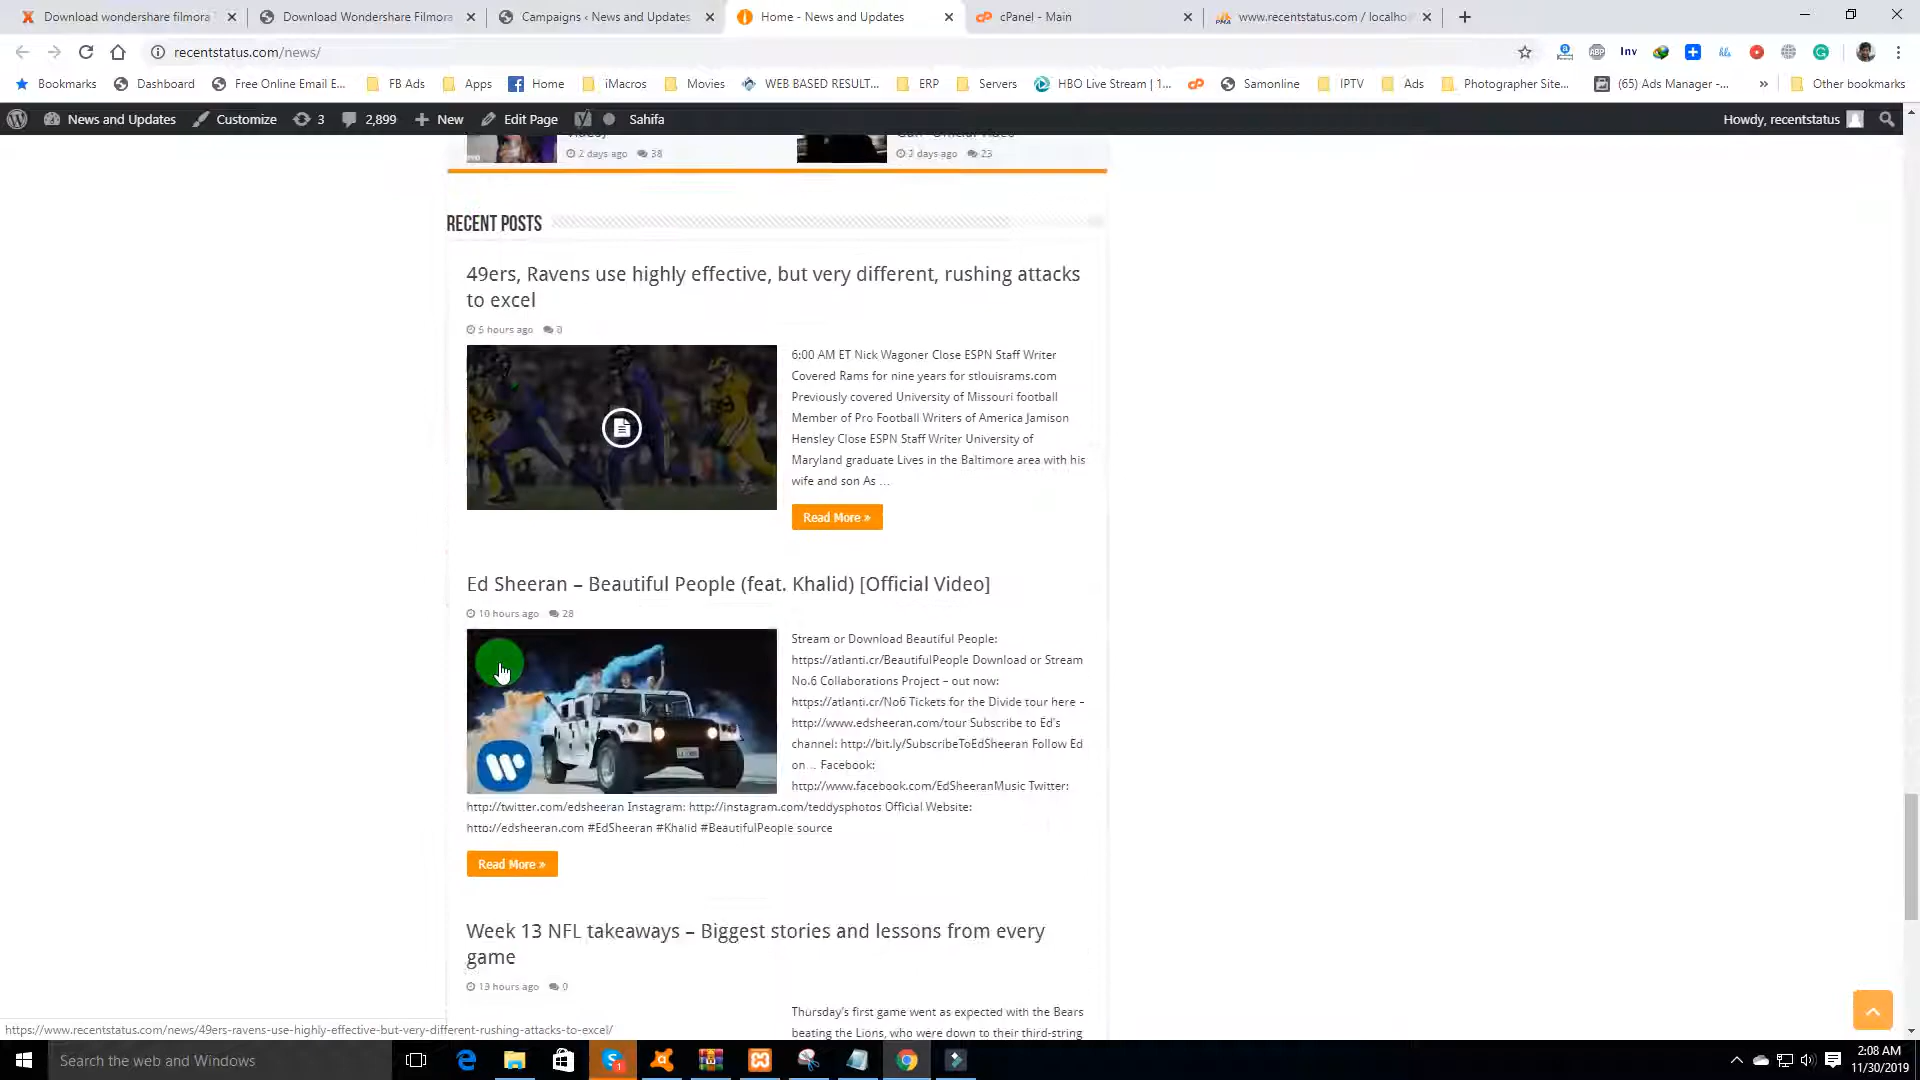 Download wondershare filmora
Download Wondershare Filmora
Campaigns ‹ News and Updates
Home - News and Updates
cPanel - Main
PMA
www.recentstatus.com / localho
recentstatus.com/news/
ABP
Inv
Bookmarks
Dashboard
Free Online Email E...
FB Ads
Apps
Home
iMacros
Movies
WEB BASED RESULT...
ERP
Servers
HBO Live Stream | 1...
Samonline
IPTV
Ads
Photographer Site...
(65) Ads Manager -...
»
Other bookmarks
News and Updates
Customize
3
2,899
New
Edit Page
Sahifa
Howdy, recentstatus
2 days ago 38
2 days ago 23
RECENT POSTS
49ers, Ravens use highly effective, but very different, rushing attacks
to excel
5 hours ago 0
6:00 AM ET Nick Wagoner Close ESPN Staff Writer
Covered Rams for nine years for stlouisrams.com
Previously covered University of Missouri football
Member of Pro Football Writers of America Jamison
Hensley Close ESPN Staff Writer University of
Maryland graduate Lives in the Baltimore area with his
wife and son As …
Read More »
Ed Sheeran – Beautiful People (feat. Khalid) [Official Video]
10 hours ago 28
Stream or Download Beautiful People:
https://atlanti.cr/BeautifulPeople Download or Stream
No.6 Collaborations Project – out now:
https://atlanti.cr/No6 Tickets for the Divide tour here –
http://www.edsheeran.com/tour Subscribe to Ed's
channel: http://bit.ly/SubscribeToEdSheeran Follow Ed
on… Facebook:
http://www.facebook.com/EdSheeranMusic Twitter:
http://twitter.com/edsheeran Instagram: http://instagram.com/teddysphotos Official Website:
http://edsheeran.com #EdSheeran #Khalid #BeautifulPeople source
Read More »
Week 13 NFL takeaways – Biggest stories and lessons from every
game
13 hours ago 0
Thursday's first game went as expected with the Bears
beating the Lions, who were down to their third-string
https://www.recentstatus.com/news/49ers-ravens-use-highly-effective-but-very-different-rushing-attacks-to-excel/
Search the web and Windows
1
2:08 AM
11/30/2019